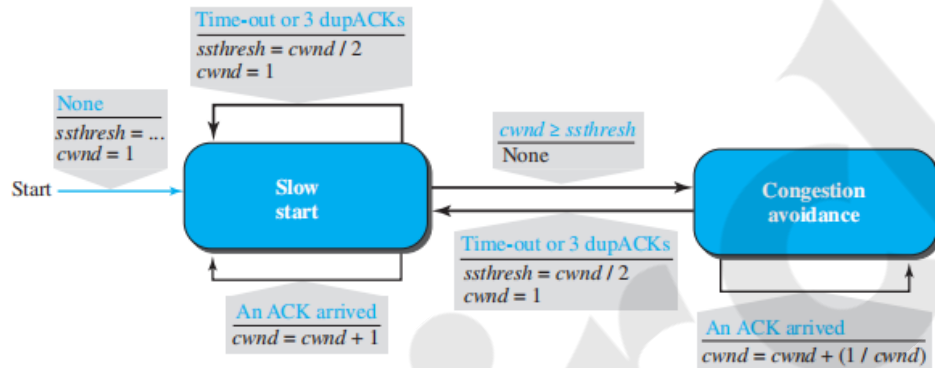 Time-out or 3 dupACKs
ssthresh = cwnd / 2
cwnd = 1
None
ssthresh = ...
cwnd = 1
Start
Slow
start
cwnd ≥ ssthresh
None
Congestion
avoidance
Time-out or 3 dupACKs
ssthresh = cwnd / 2
cwnd = 1
An ACK arrived
cwnd = cwnd + 1
An ACK arrived
cwnd = cwnd + (1 / cwnd)